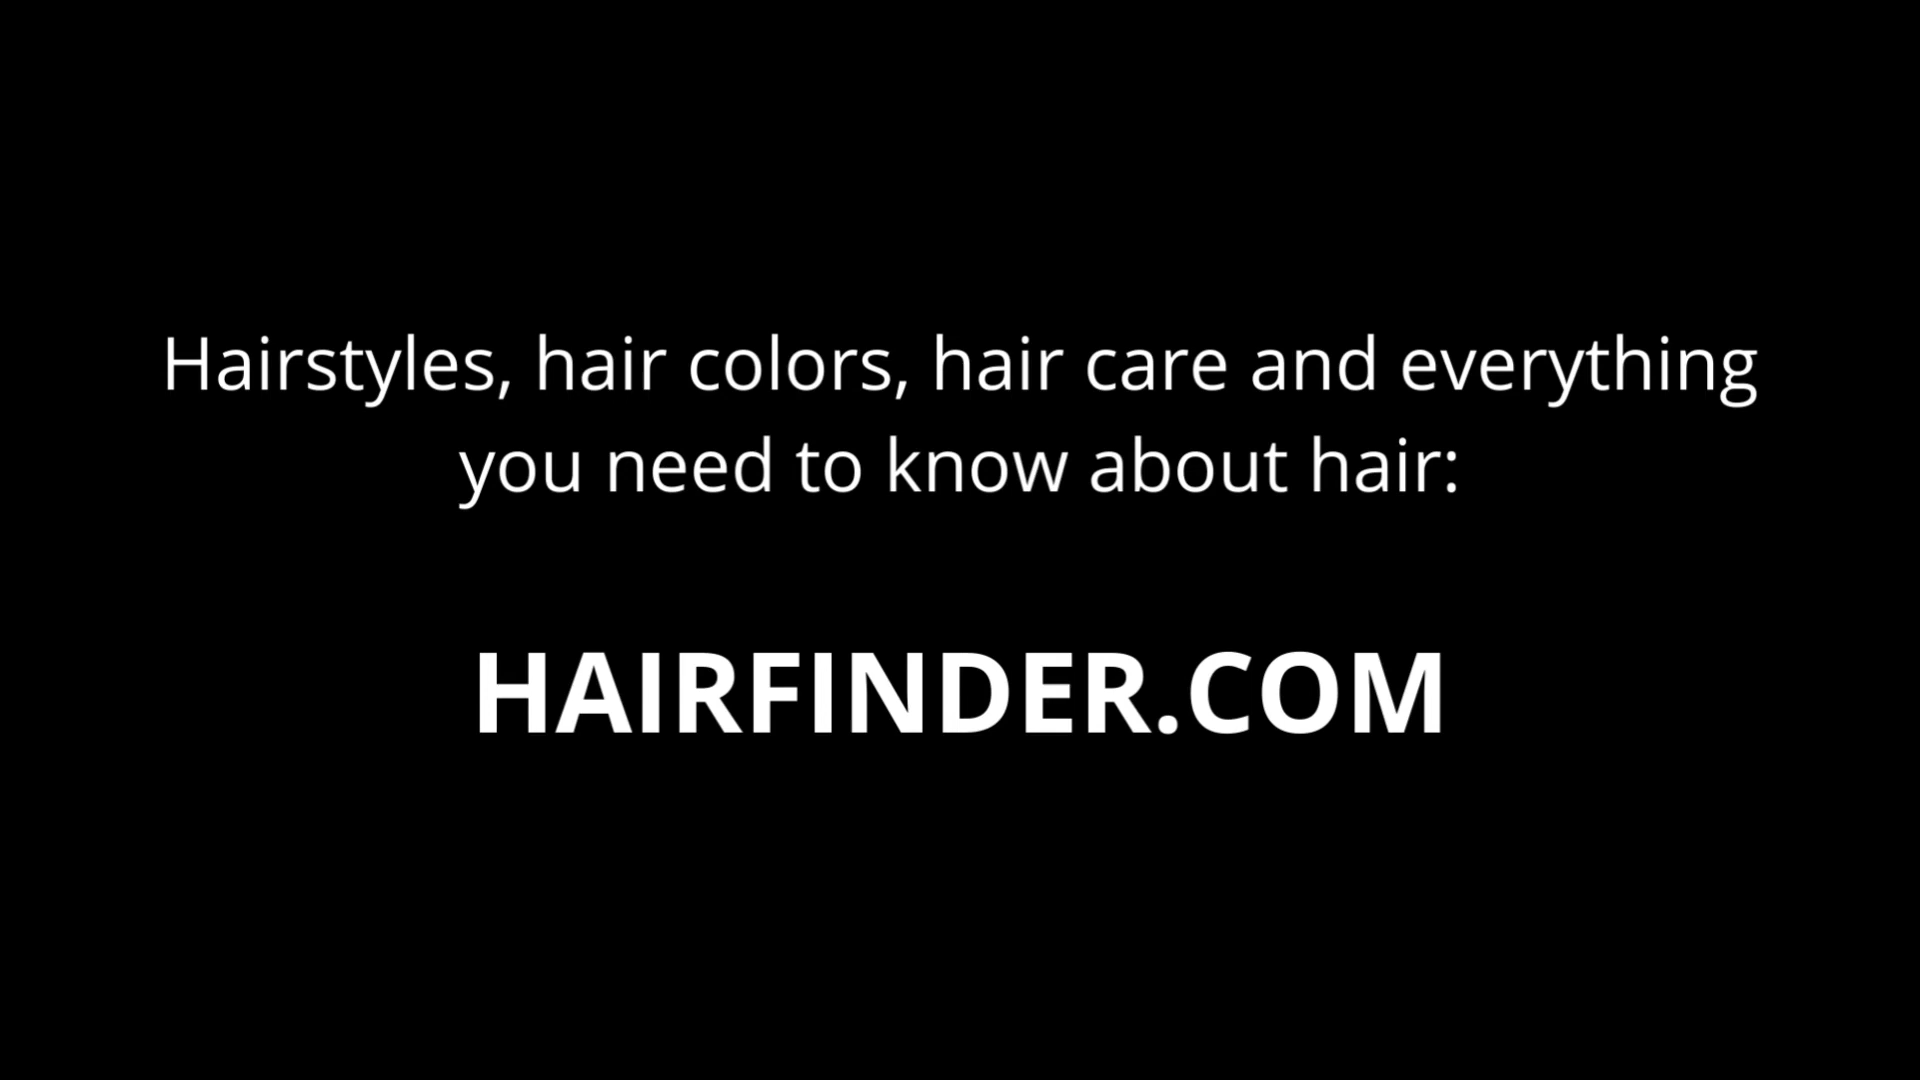 Hairstyles, hair colors, hair care and everything
you need to know about hair:
HAIRFINDER.COM